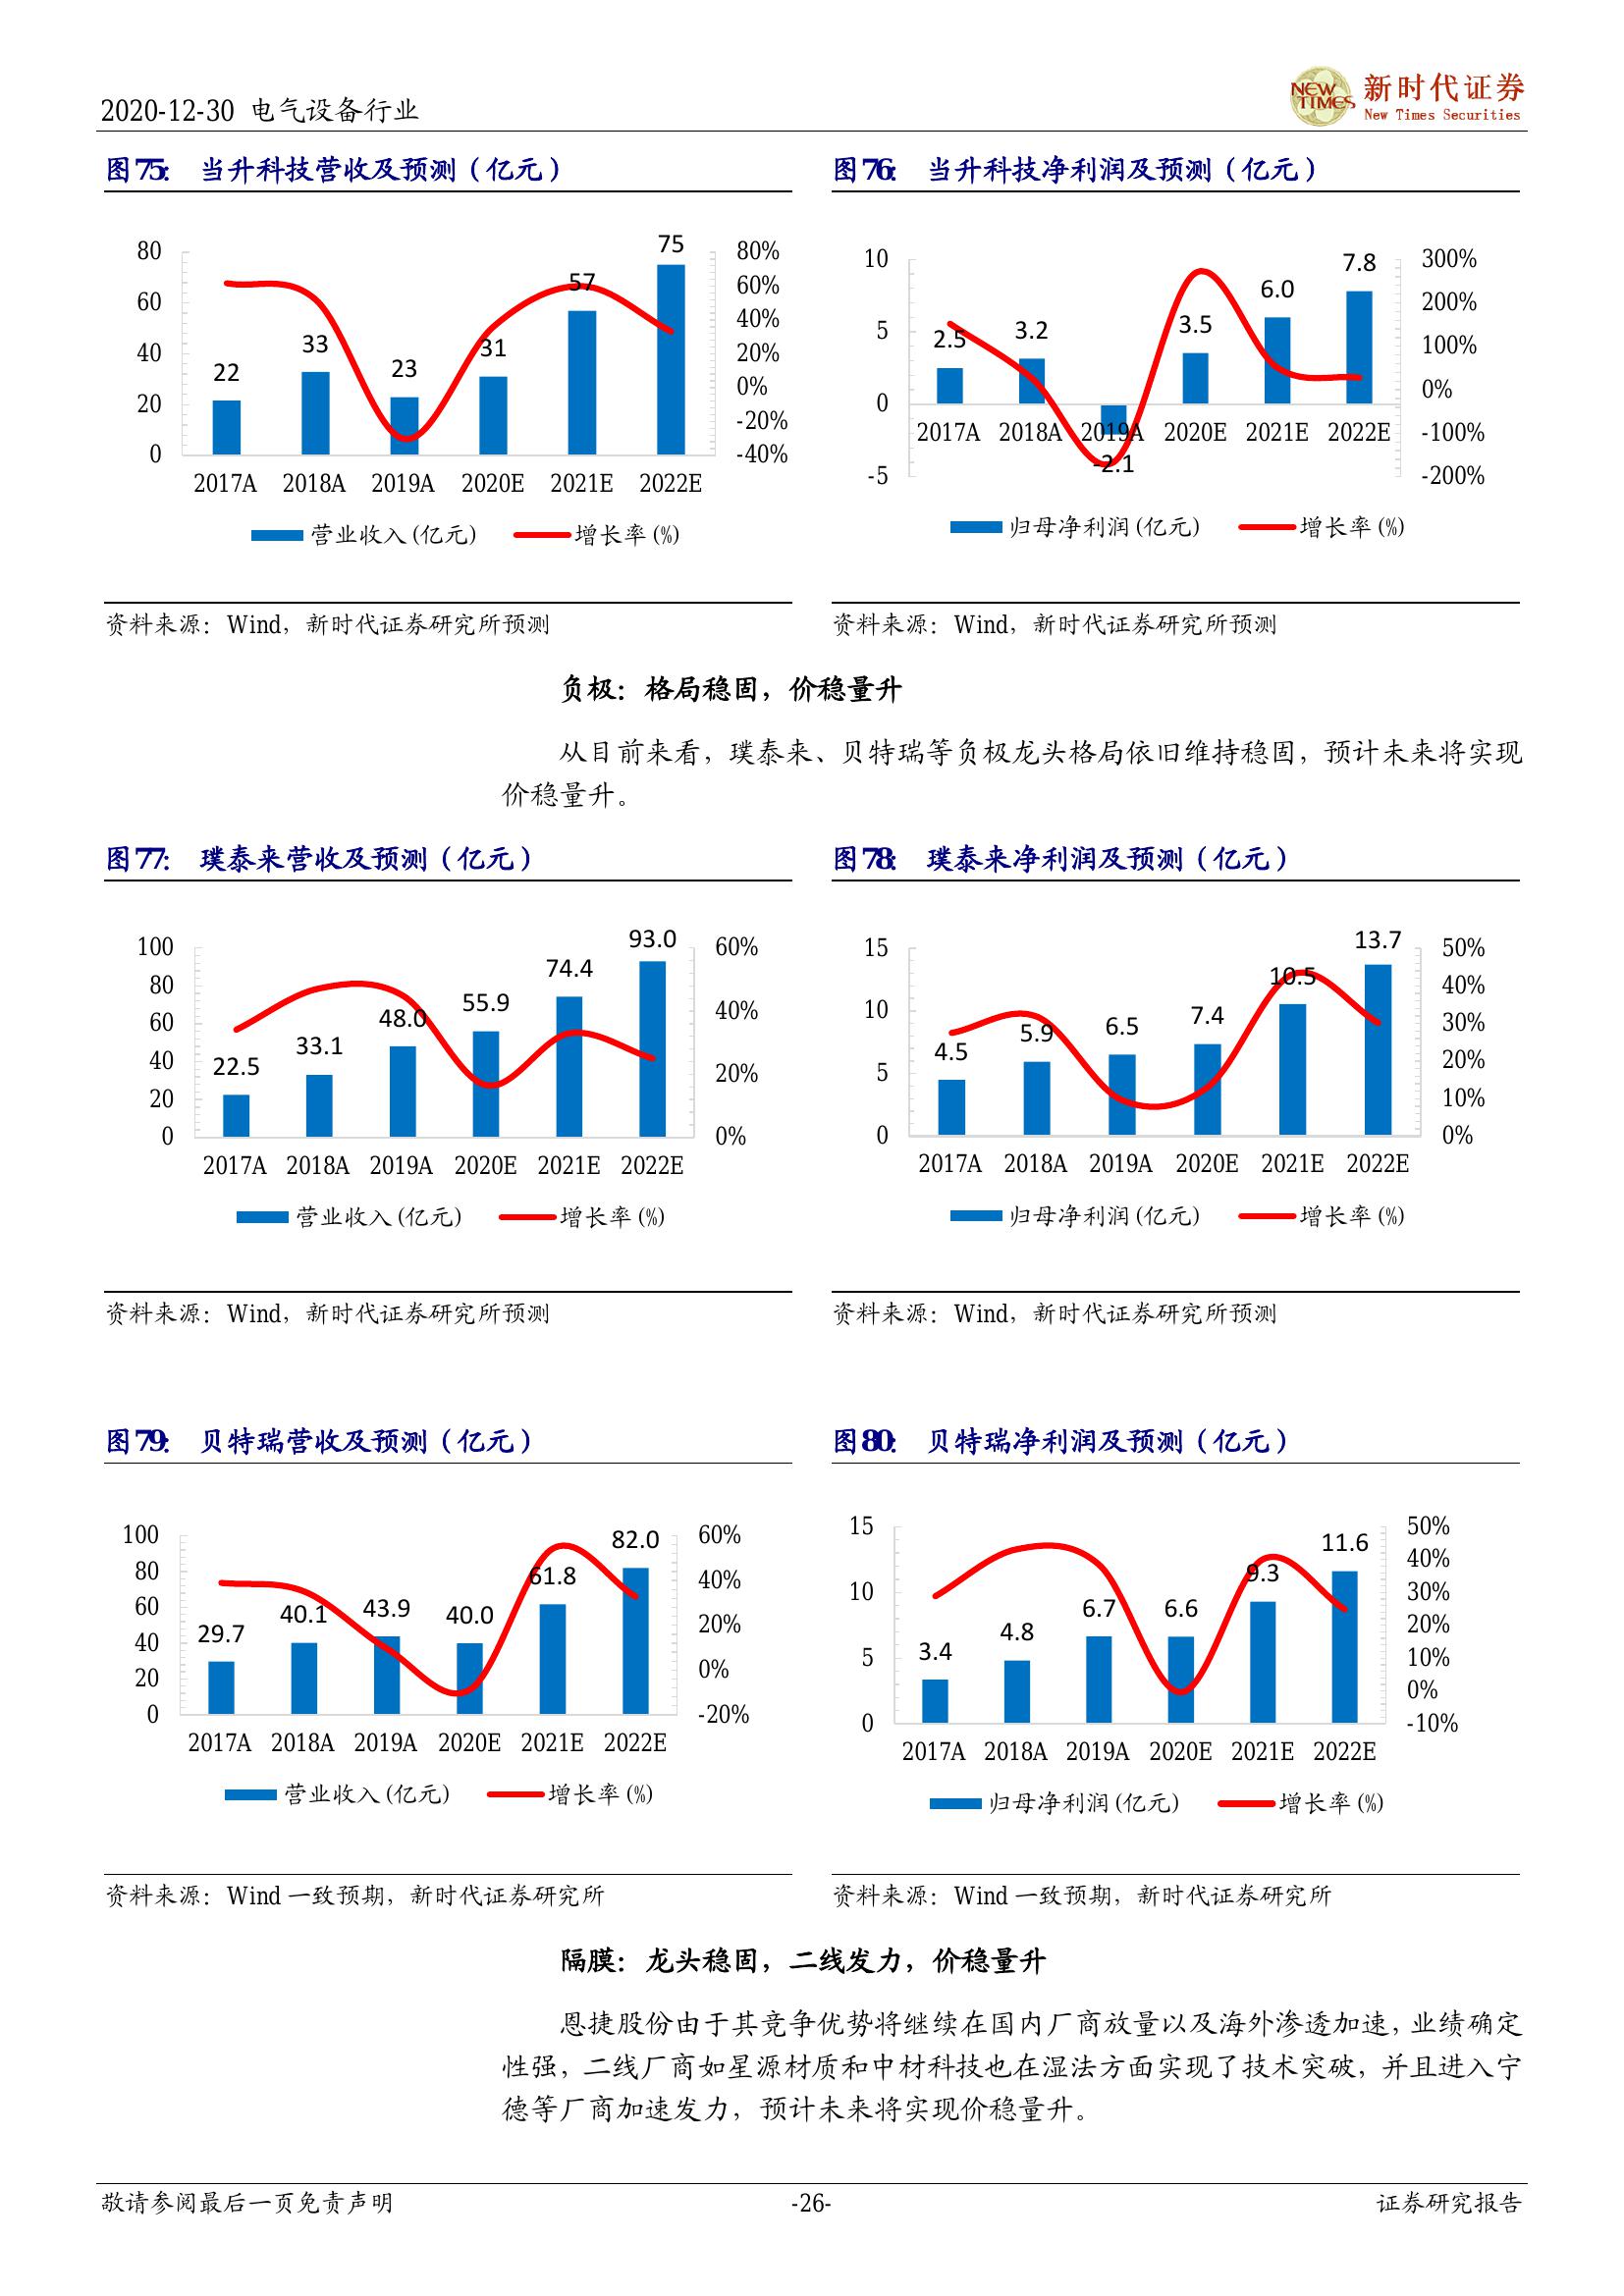 2020-12-30 电气设备行业
NEW TIMES
新时代证券
New Times Securities
图75: 当升科技营收及预测（亿元）
80
60
40
20
0
80%
60%
40%
20%
0%
-20%
-40%
22
33
23
31
57
75
2017A 2018A 2019A 2020E 2021E 2022E
营业收入(亿元) 增长率(%)
资料来源：Wind，新时代证券研究所预测
图76: 当升科技净利润及预测（亿元）
10
5
0
-5
300%
200%
100%
0%
-100%
-200%
2.5
3.2
-2.1
3.5
6.0
7.8
2017A 2018A 2019A 2020E 2021E 2022E
归母净利润(亿元) 增长率(%)
资料来源：Wind，新时代证券研究所预测
负极：格局稳固，价稳量升
从目前来看，璞泰来、贝特瑞等负极龙头格局依旧维持稳固，预计未来将实现
价稳量升。
图77: 璞泰来营收及预测（亿元）
100
80
60
40
20
0
60%
40%
20%
0%
22.5
33.1
48.0
55.9
74.4
93.0
2017A 2018A 2019A 2020E 2021E 2022E
营业收入(亿元) 增长率(%)
资料来源：Wind，新时代证券研究所预测
图78: 璞泰来净利润及预测（亿元）
15
10
5
0
50%
40%
30%
20%
10%
0%
4.5
5.9
6.5
7.4
10.5
13.7
2017A 2018A 2019A 2020E 2021E 2022E
归母净利润(亿元) 增长率(%)
资料来源：Wind，新时代证券研究所预测
图79: 贝特瑞营收及预测（亿元）
100
80
60
40
20
0
60%
40%
20%
0%
-20%
29.7
40.1
43.9
40.0
61.8
82.0
2017A 2018A 2019A 2020E 2021E 2022E
营业收入(亿元) 增长率(%)
资料来源：Wind 一致预期，新时代证券研究所
图80: 贝特瑞净利润及预测（亿元）
15
10
5
0
50%
40%
30%
20%
10%
0%
-10%
3.4
4.8
6.7
6.6
9.3
11.6
2017A 2018A 2019A 2020E 2021E 2022E
归母净利润(亿元) 增长率(%)
资料来源：Wind 一致预期，新时代证券研究所
隔膜：龙头稳固，二线发力，价稳量升
恩捷股份由于其竞争优势将继续在国内厂商放量以及海外渗透加速，业绩确定
性强，二线厂商如星源材质和中材科技也在湿法方面实现了技术突破，并且进入宁
德等厂商加速发力，预计未来将实现价稳量升。
敬请参阅最后一页免责声明 -26- 证券研究报告